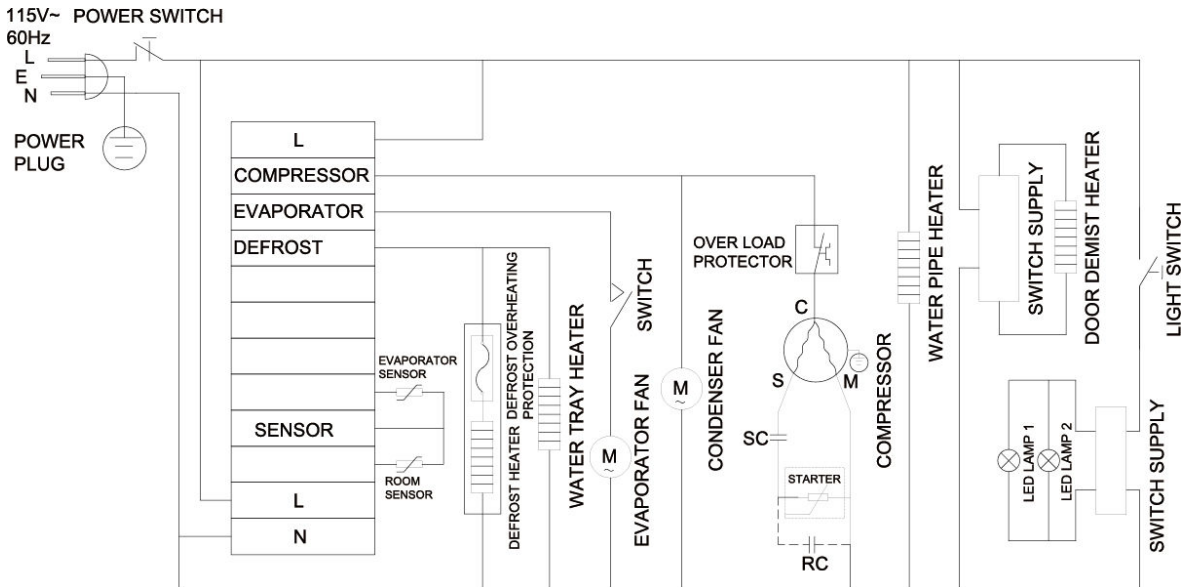 115V~ POWER SWITCH
60Hz
L
E
N
POWER
PLUG
L
COMPRESSOR
EVAPORATOR
DEFROST
SENSOR
L
N
EVAPORATOR
SENSOR
ROOM
SENSOR
DEFROST HEATER
DEFROST OVERHEATING
PROTECTION
WATER TRAY HEATER
SWITCH
M
~
EVAPORATOR FAN
M
~
CONDENSER FAN
OVER LOAD
PROTECTOR
C
S
M
COMPRESSOR
SC
STARTER
RC
WATER PIPE HEATER
SWITCH SUPPLY
DOOR DEMIST HEATER
LIGHT SWITCH
LED LAMP 1
LED LAMP 2
SWITCH SUPPLY